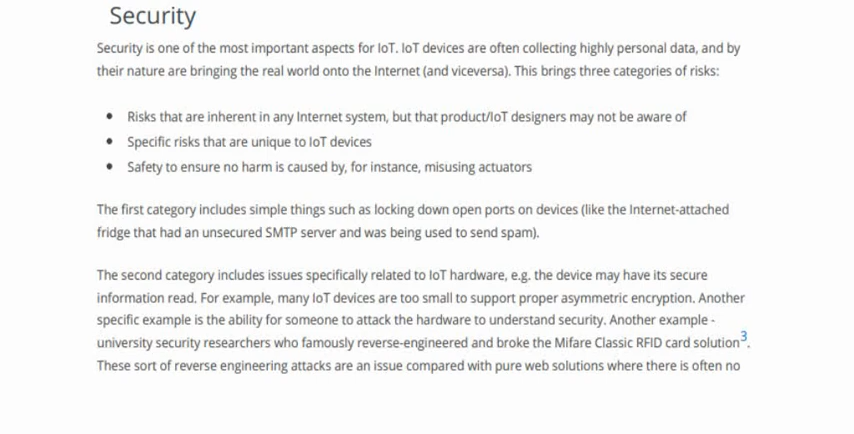 Security
Security is one of the most important aspects for IoT. IoT devices are often collecting highly personal data, and by
their nature are bringing the real world onto the Internet (and viceversa). This brings three categories of risks:
• Risks that are inherent in any Internet system, but that product/IoT designers may not be aware of
• Specific risks that are unique to IoT devices
• Safety to ensure no harm is caused by, for instance, misusing actuators
The first category includes simple things such as locking down open ports on devices (like the Internet-attached
fridge that had an unsecured SMTP server and was being used to send spam).
The second category includes issues specifically related to IoT hardware, e.g. the device may have its secure
information read. For example, many IoT devices are too small to support proper asymmetric encryption. Another
specific example is the ability for someone to attack the hardware to understand security. Another example -
university security researchers who famously reverse-engineered and broke the Mifare Classic RFID card solution3.
These sort of reverse engineering attacks are an issue compared with pure web solutions where there is often no